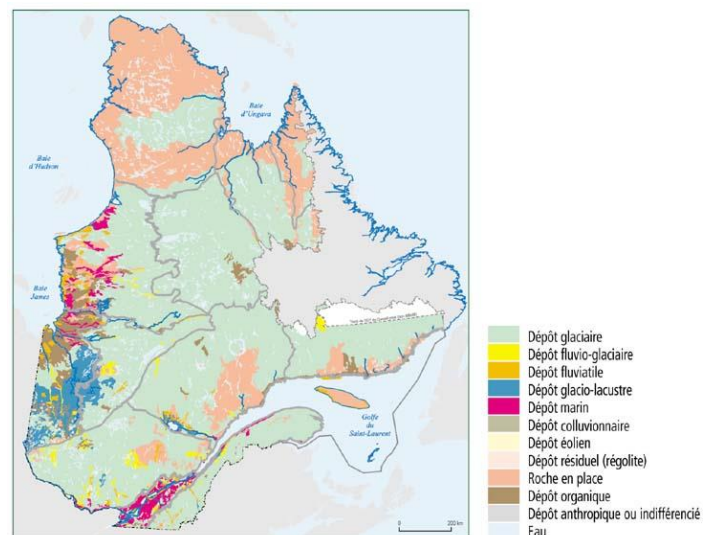 Baie
d'Ungava
Baie
d'Hudson
Baie
James
Golfe
du
Saint-Laurent
0
200 km
Dépôt glaciaire
Dépôt fluvio-glaciaire
Dépôt fluviatile
Dépôt glacio-lacustre
Dépôt marin
Dépôt colluvionnaire
Dépôt éolien
Dépôt résiduel (régolite)
Roche en place
Dépôt organique
Dépôt anthropique ou indifférencié
Eau